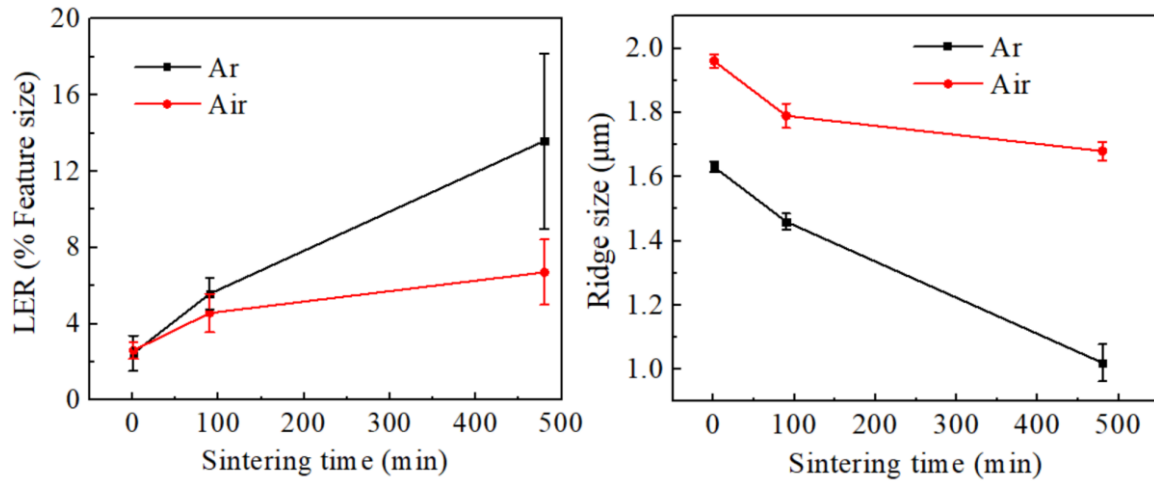 LER (% Feature size)
20
16
12
8
4
0
Ar
Air
0 100 200 300 400 500
Sintering time (min)
Ridge size (μm)
2.0
1.8
1.6
1.4
1.2
1.0
Ar
Air
0 100 200 300 400 500
Sintering time (min)